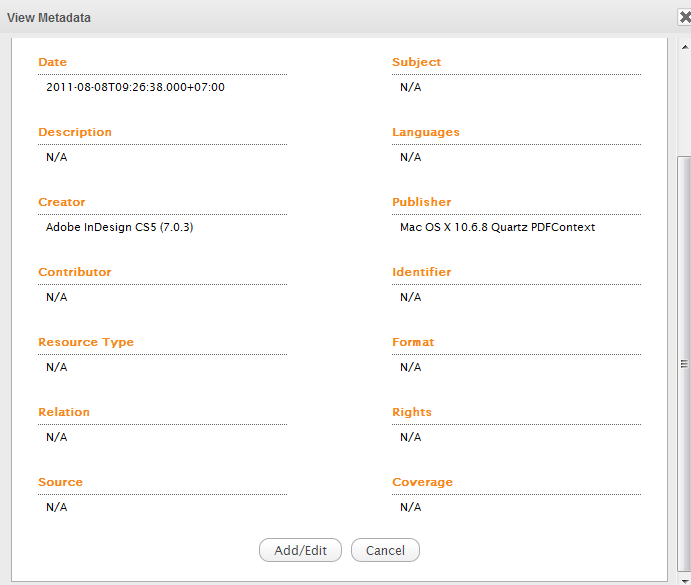 View Metadata
Date
2011-08-08T09:26:38.000+07:00
Subject
N/A
Description
N/A
Languages
N/A
Creator
Adobe InDesign CS5 (7.0.3)
Publisher
Mac OS X 10.6.8 Quartz PDFContext
Contributor
N/A
Identifier
N/A
Resource Type
N/A
Format
N/A
Relation
N/A
Rights
N/A
Source
N/A
Coverage
N/A
Add/Edit
Cancel